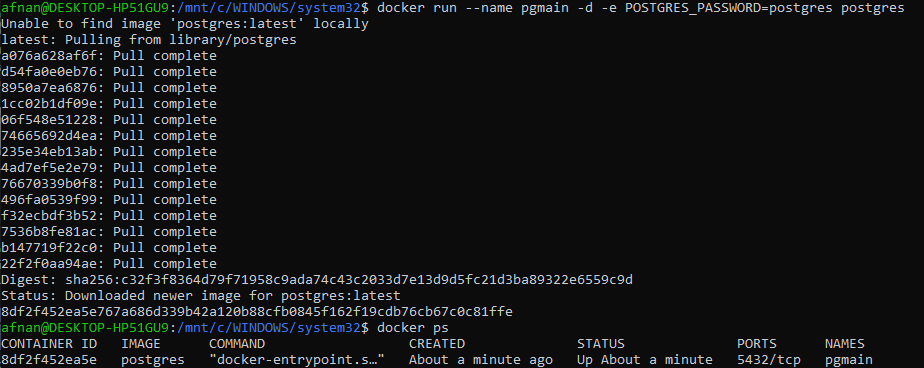 afnan@DESKTOP-HP51GU9:/mnt/c/WINDOWS/system32$ docker run --name pgmain -d -e POSTGRES_PASSWORD=postgres postgres
Unable to find image 'postgres:latest' locally
latest: Pulling from library/postgres
a076a628af6f: Pull complete
d54fa0e0eb76: Pull complete
8950a7ea6876: Pull complete
1cc02b1df09e: Pull complete
06f548e51228: Pull complete
74665692d4ea: Pull complete
235e34eb13ab: Pull complete
4ad7ef5e2e79: Pull complete
76670339b0f8: Pull complete
496fa0539f99: Pull complete
f32ecbdf3b52: Pull complete
7536b8fe81ac: Pull complete
b147719f22c0: Pull complete
22f2f0aa94ae: Pull complete
Digest: sha256:c32f3f8364d79f71958c9ada74c43c2033d7e13d9d5fc21d3ba89322e6559c9d
Status: Downloaded newer image for postgres:latest
8df2f452ea5e767a686d339b42a120b88cfb0845f162f19cdb76cb67c0c81ffe
afnan@DESKTOP-HP51GU9:/mnt/c/WINDOWS/system32$ docker ps
CONTAINER ID   IMAGE      COMMAND                  CREATED              STATUS              PORTS      NAMES
8df2f452ea5e   postgres   "docker-entrypoint.s…"   About a minute ago   Up About a minute   5432/tcp   pgmain